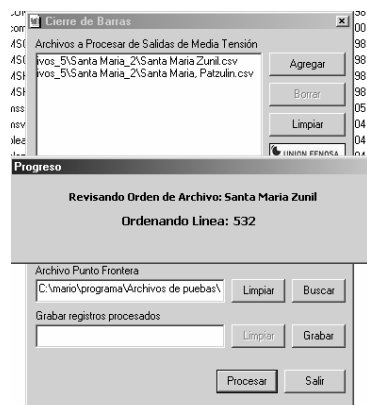 Cierre de Barras
Archivos a Procesar de Salidas de Media Tensión
ivos_5\Santa Maria_2\Santa Maria Zunil.csv
ivos_5\Santa Maria_2\Santa Maria, Patzulin.csv
Agregar
Borrar
Limpiar
UNION FENOSA
Progreso
Revisando Orden de Archivo: Santa Maria Zunil
Ordenando Linea: 532
Archivo Punto Frontera
C:\mario\programa\Archivos de puebas\
Limpiar
Buscar
Grabar registros procesados
Limpiar
Grabar
Procesar
Salir